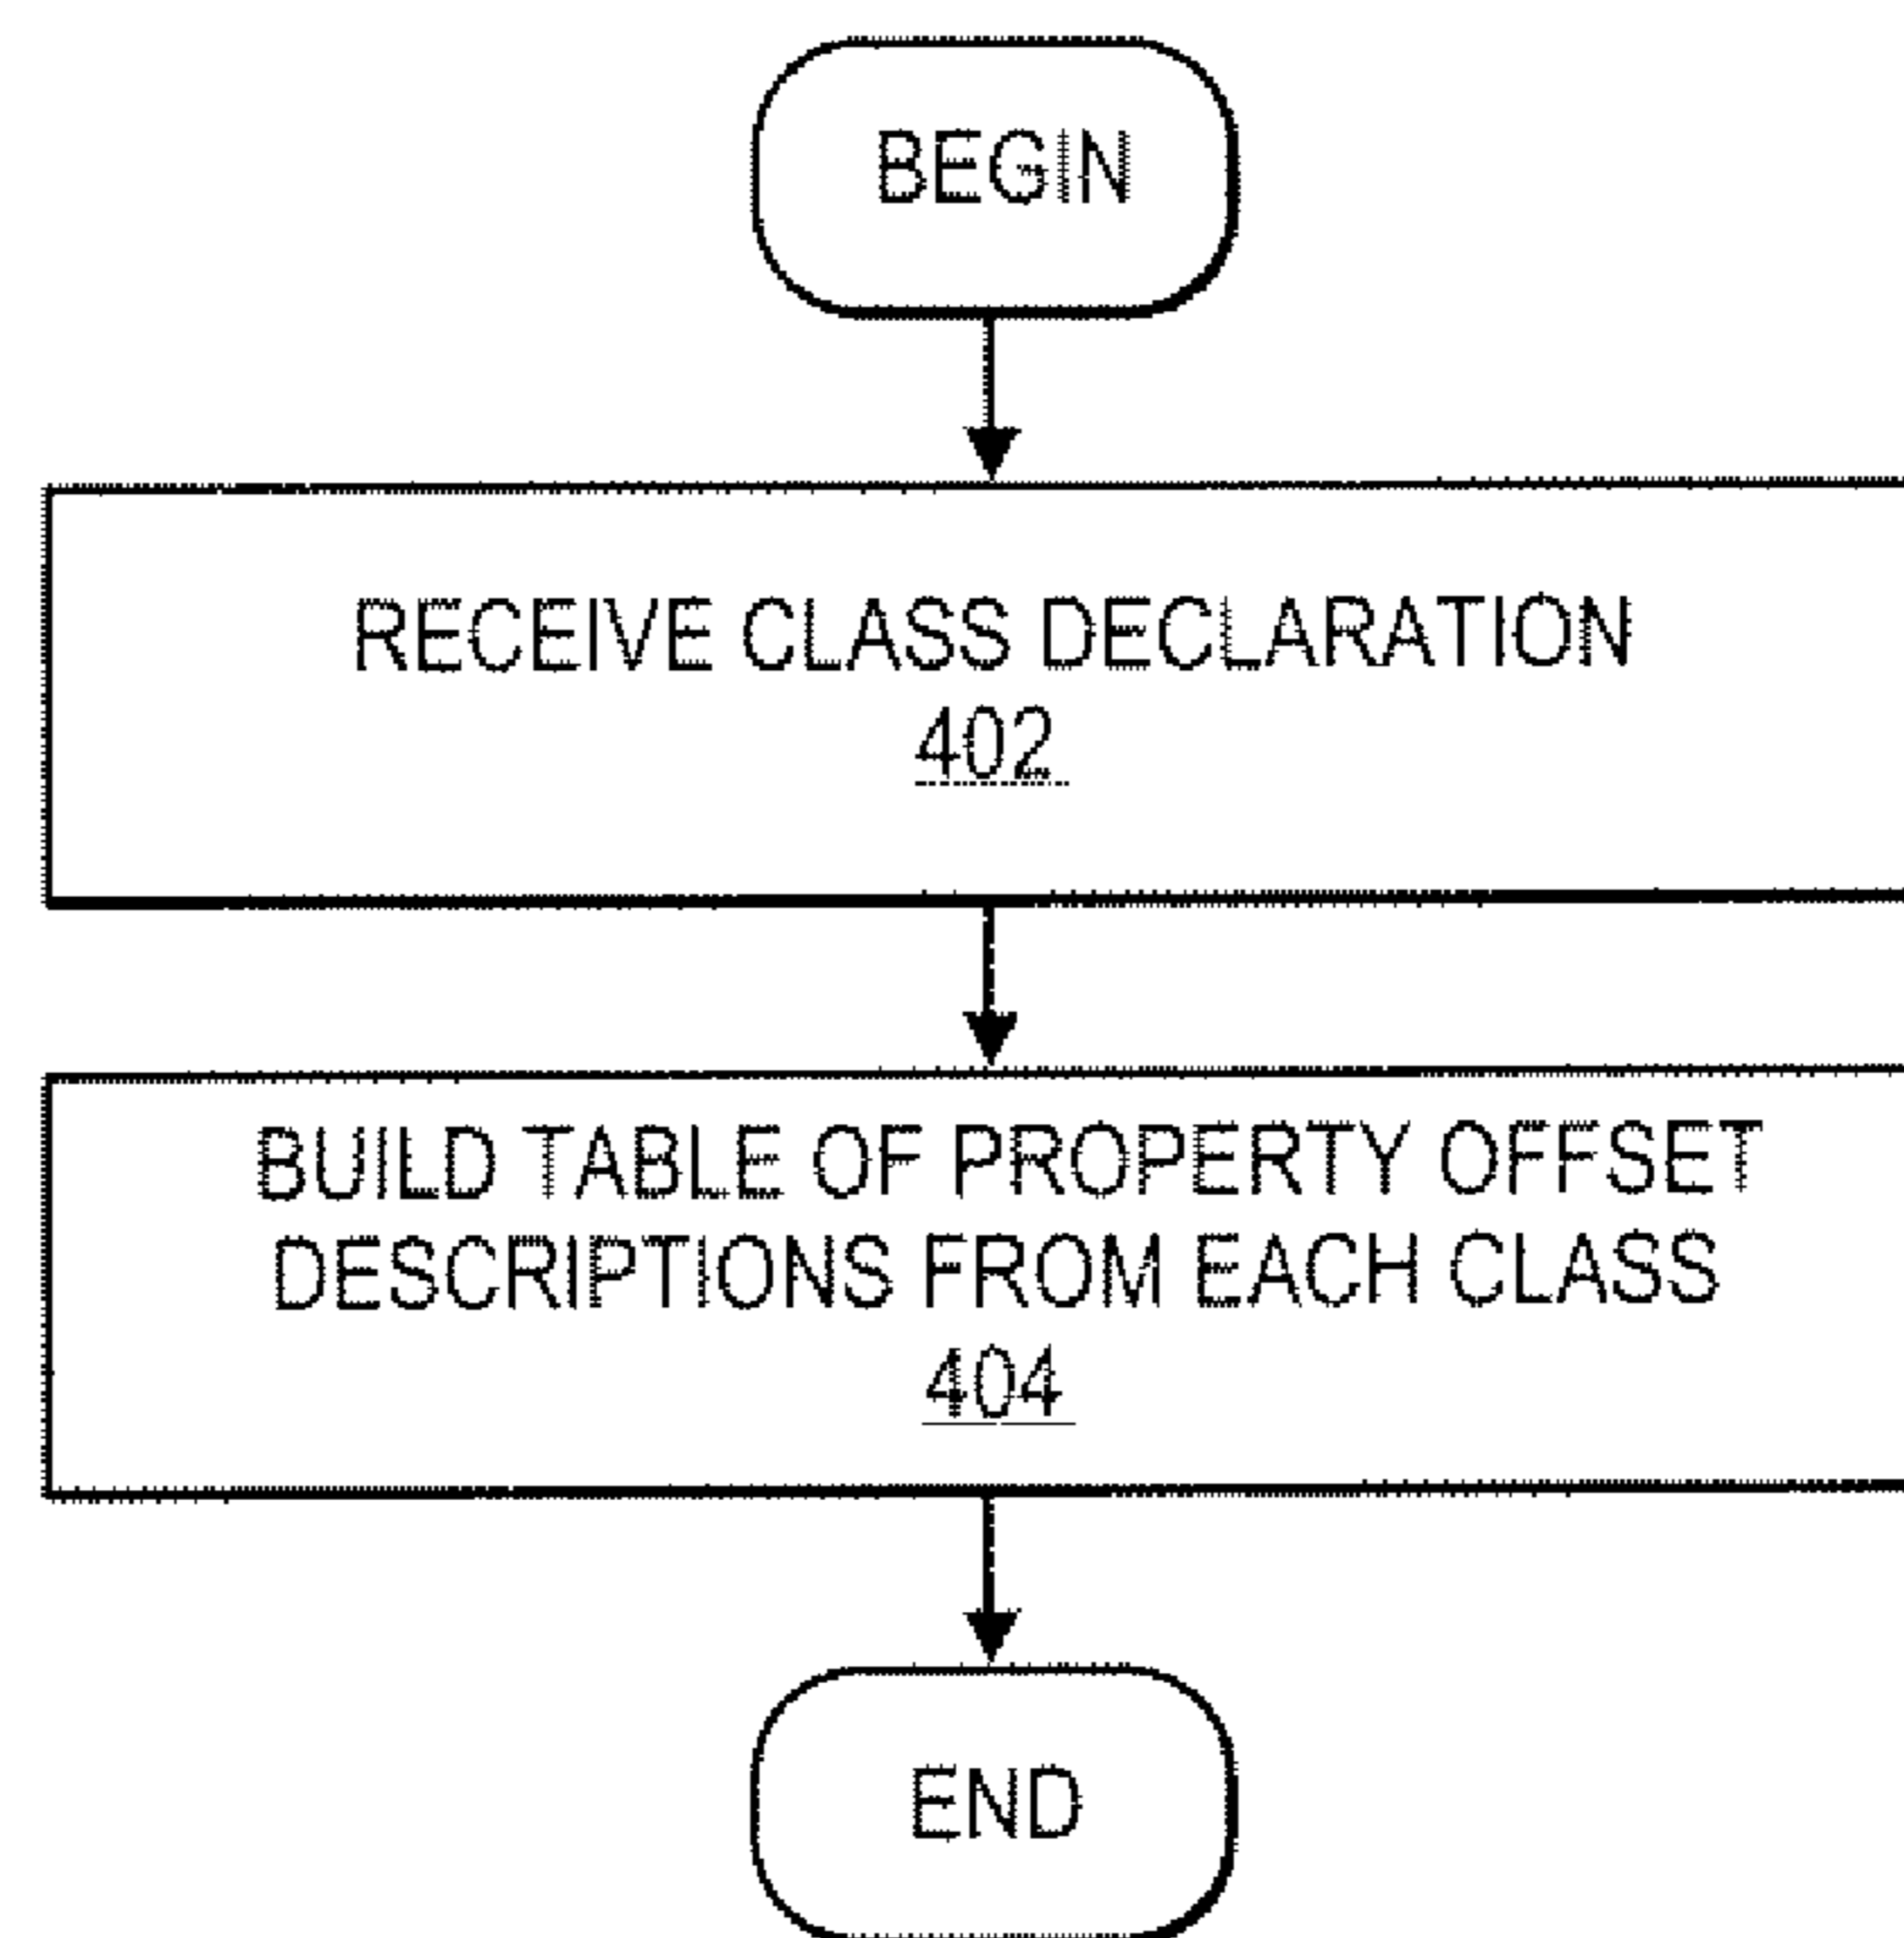 BEGIN
RECEIVE CLASS DECLARATION
402
BUILD TABLE OF PROPERTY OFFSET
DESCRIPTIONS FROM EACH CLASS
404
END